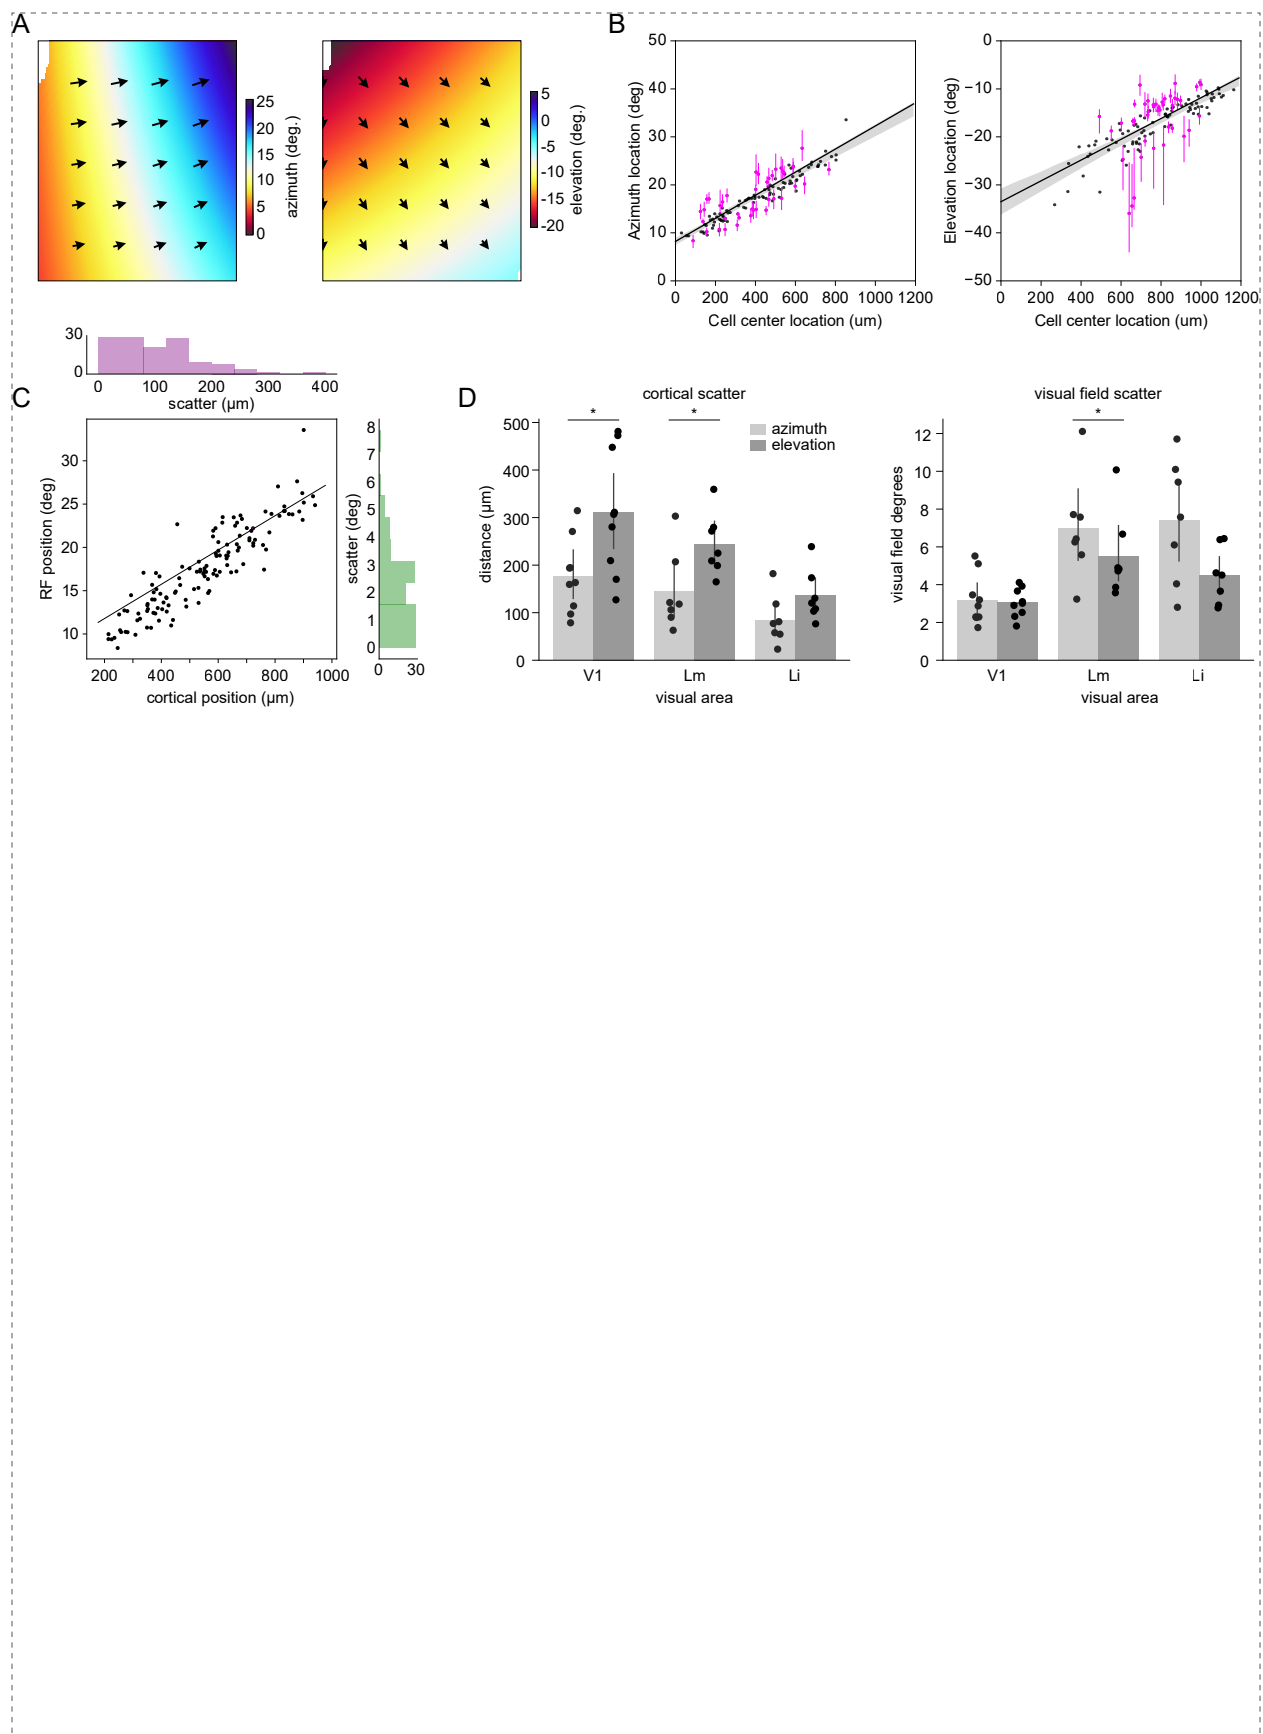 A
25
20
15
10
5
0
azimuth (deg.)
5
0
-5
-10
-15
-20
elevation (deg.)
B
50
40
30
20
10
0
Azimuth location (deg)
0 200 400 600 800 1000 1200
Cell center location (um)
0
−10
−20
−30
−40
−50
Elevation location (deg)
0 200 400 600 800 1000 1200
Cell center location (um)
30
0
0 100 200 300 400
scatter (µm)
C
30
25
20
15
10
RF position (deg)
200 400 600 800 1000
cortical position (µm)
8
7
6
5
4
3
2
1
0
scatter (deg)
0 30
D
cortical scatter
* *
azimuth
elevation
500
400
300
200
100
0
distance (µm)
V1 Lm Li
visual area
visual field scatter
*
12
10
8
6
4
2
0
visual field degrees
V1 Lm Li
visual area